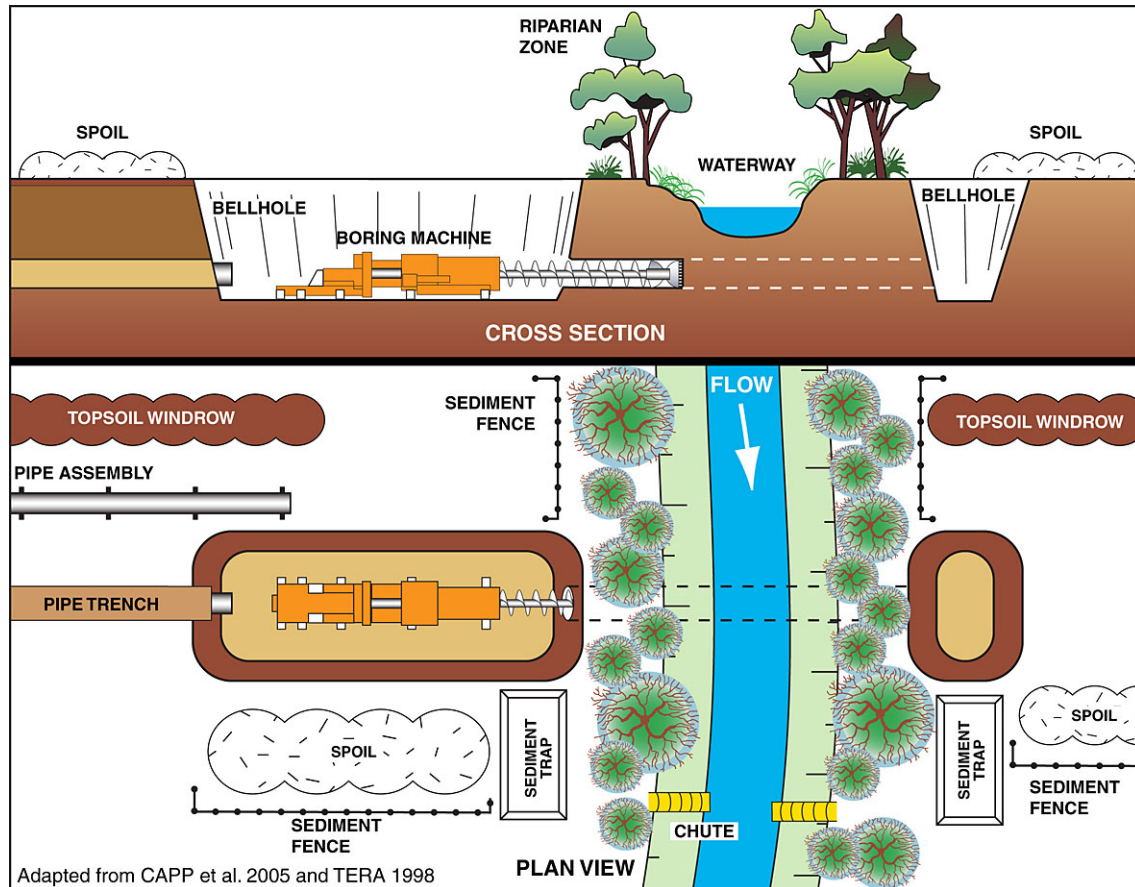 RIPARIAN
ZONE
SPOIL
WATERWAY
SPOIL
BELLHOLE
BORING MACHINE
BELLHOLE
CROSS SECTION
FLOW
SEDIMENT
FENCE
TOPSOIL WINDROW
TOPSOIL WINDROW
PIPE ASSEMBLY
PIPE TRENCH
SPOIL
SEDIMENT
TRAP
SEDIMENT
TRAP
SPOIL
SEDIMENT
FENCE
SEDIMENT
FENCE
CHUTE
PLAN VIEW
Adapted from CAPP et al. 2005 and TERA 1998